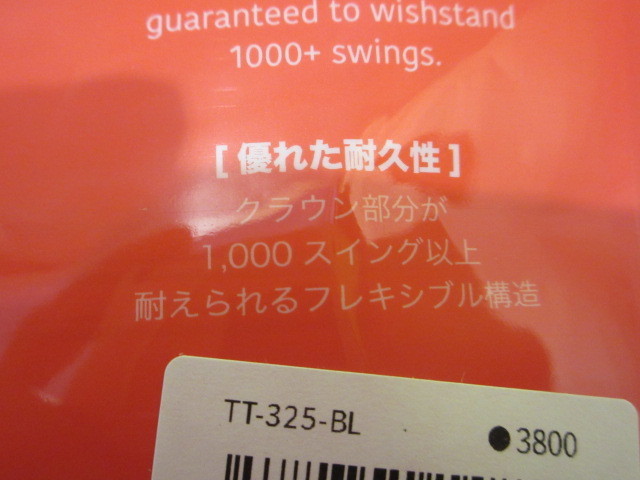 guaranteed to wishstand
1000+ swings.
[ 優れた耐久性 ]
クラウン部分が
1,000 スイング以上
耐えられるフレキシブル構造
TT-325-BL
●3800